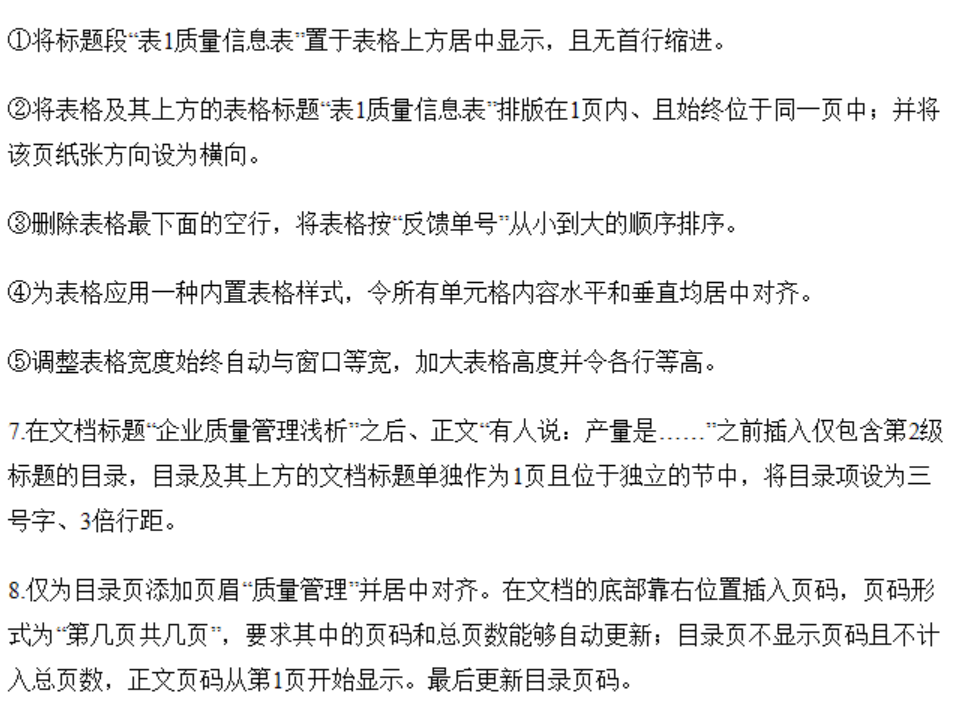 ①将标题段“表1质量信息表”置于表格上方居中显示，且无首行缩进。
②将表格及其上方的表格标题“表1质量信息表”排版在1页内、且始终位于同一页中；并将
该页纸张方向设为横向。
③删除表格最下面的空行，将表格按“反馈单号”从小到大的顺序排序。
④为表格应用一种内置表格样式，令所有单元格内容水平和垂直均居中对齐。
⑤调整表格宽度始终自动与窗口等宽，加大表格高度并令各行等高。
7.在文档标题“企业质量管理浅析”之后、正文“有人说：产量是……”之前插入仅包含第2级
标题的目录，目录及其上方的文档标题单独作为1页且位于独立的节中，将目录项设为三
号字、3倍行距。
8.仅为目录页添加页眉“质量管理”并居中对齐。在文档的底部靠右位置插入页码，页码形
式为“第几页共几页”，要求其中的页码和总页数能够自动更新；目录页不显示页码且不计
入总页数，正文页码从第1页开始显示。最后更新目录页码。